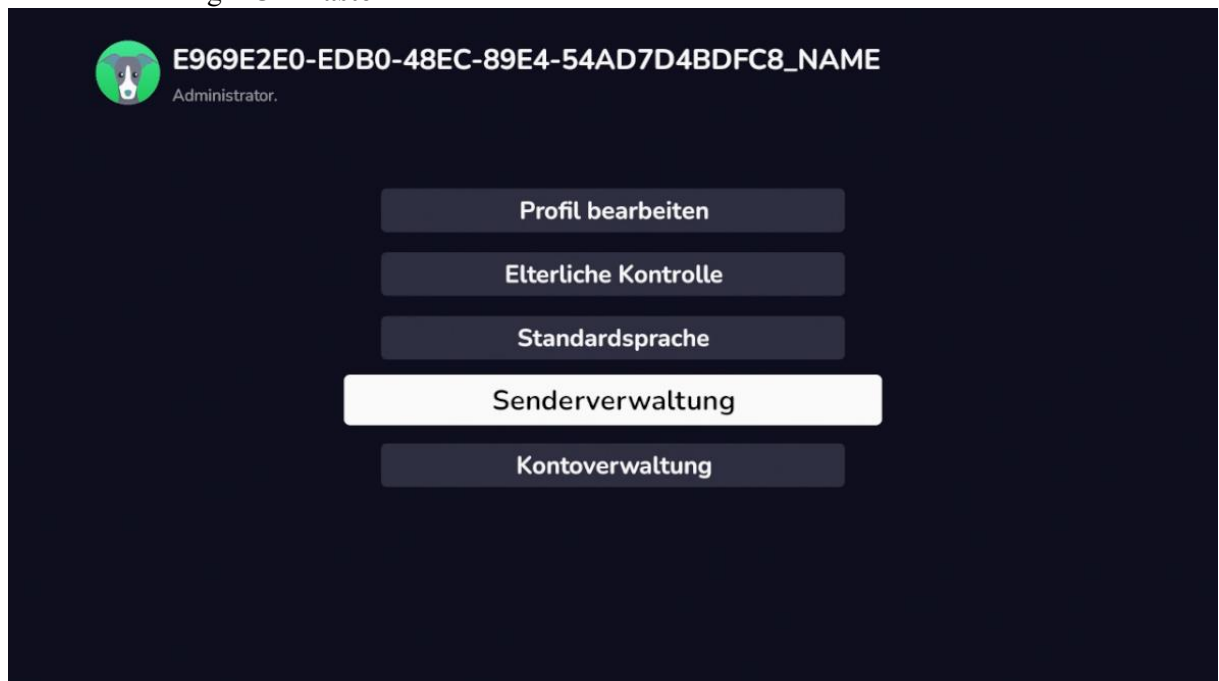 E969E2E0-EDB0-48EC-89E4-54AD7D4BDFC8_NAME
Administrator.
Profil bearbeiten
Elterliche Kontrolle
Standardsprache
Senderverwaltung
Kontoverwaltung